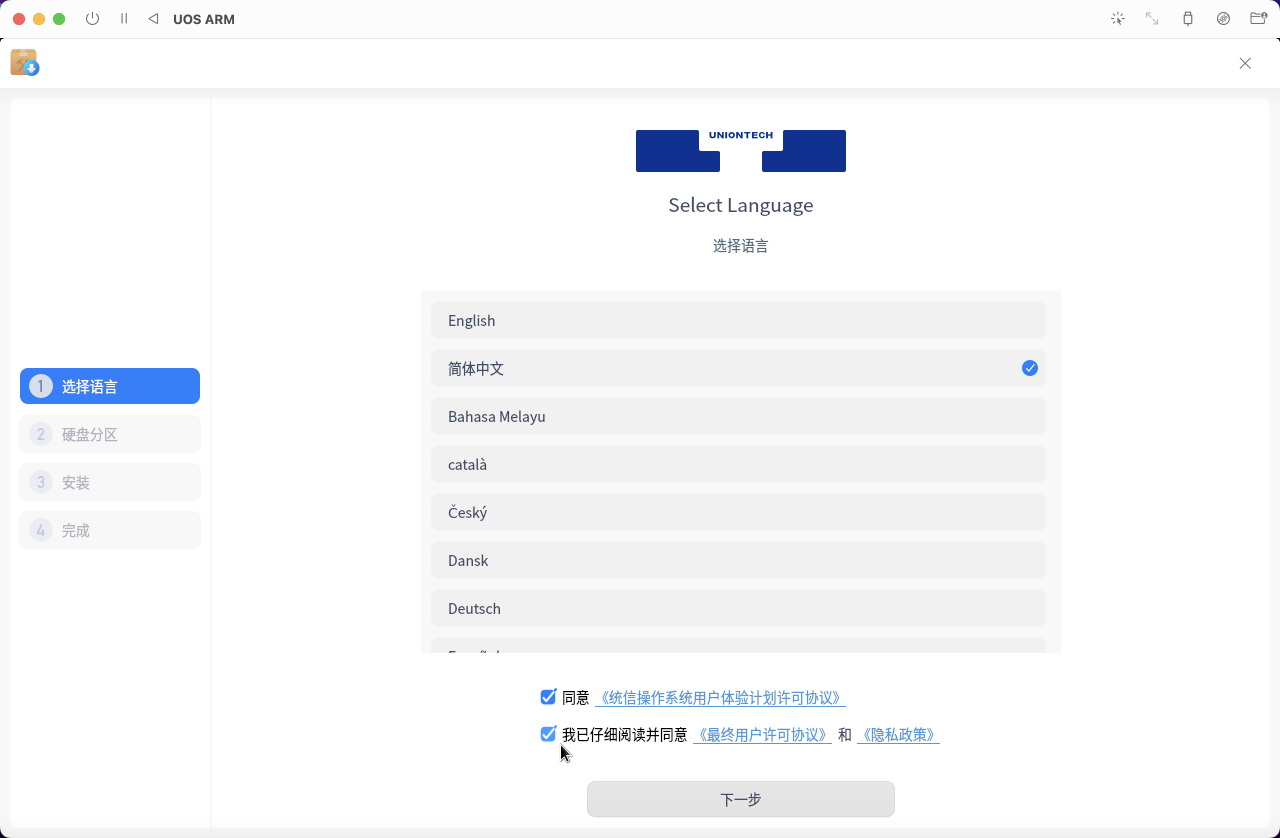 UOS ARM
UNIONTECH
Select Language
选择语言
English
简体中文
Bahasa Melayu
català
Český
Dansk
Deutsch
1 选择语言
2 硬盘分区
3 安装
4 完成
同意 《统信操作系统用户体验计划许可协议》
我已仔细阅读并同意 《最终用户许可协议》 和 《隐私政策》
下一步